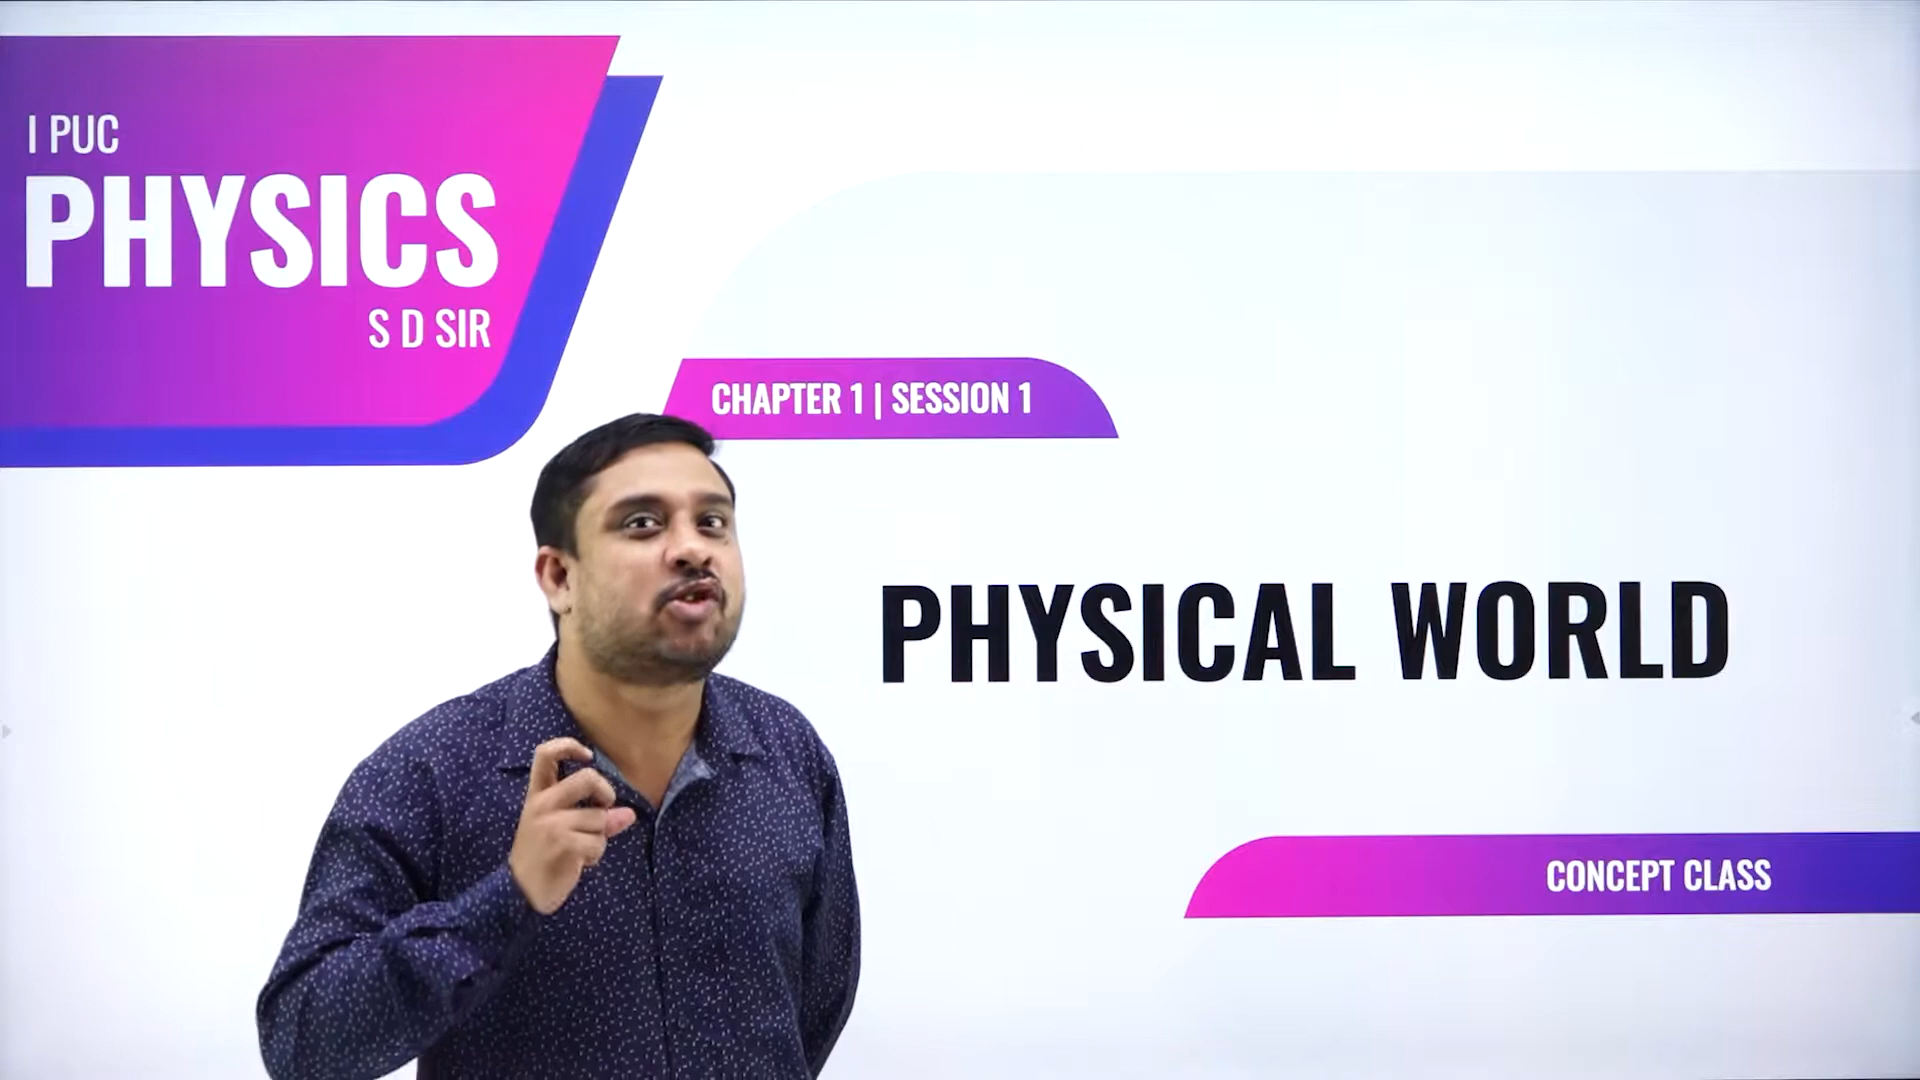 I PUC
PHYSICS
S D SIR
CHAPTER 1 | SESSION 1
PHYSICAL WORLD
CONCEPT CLASS